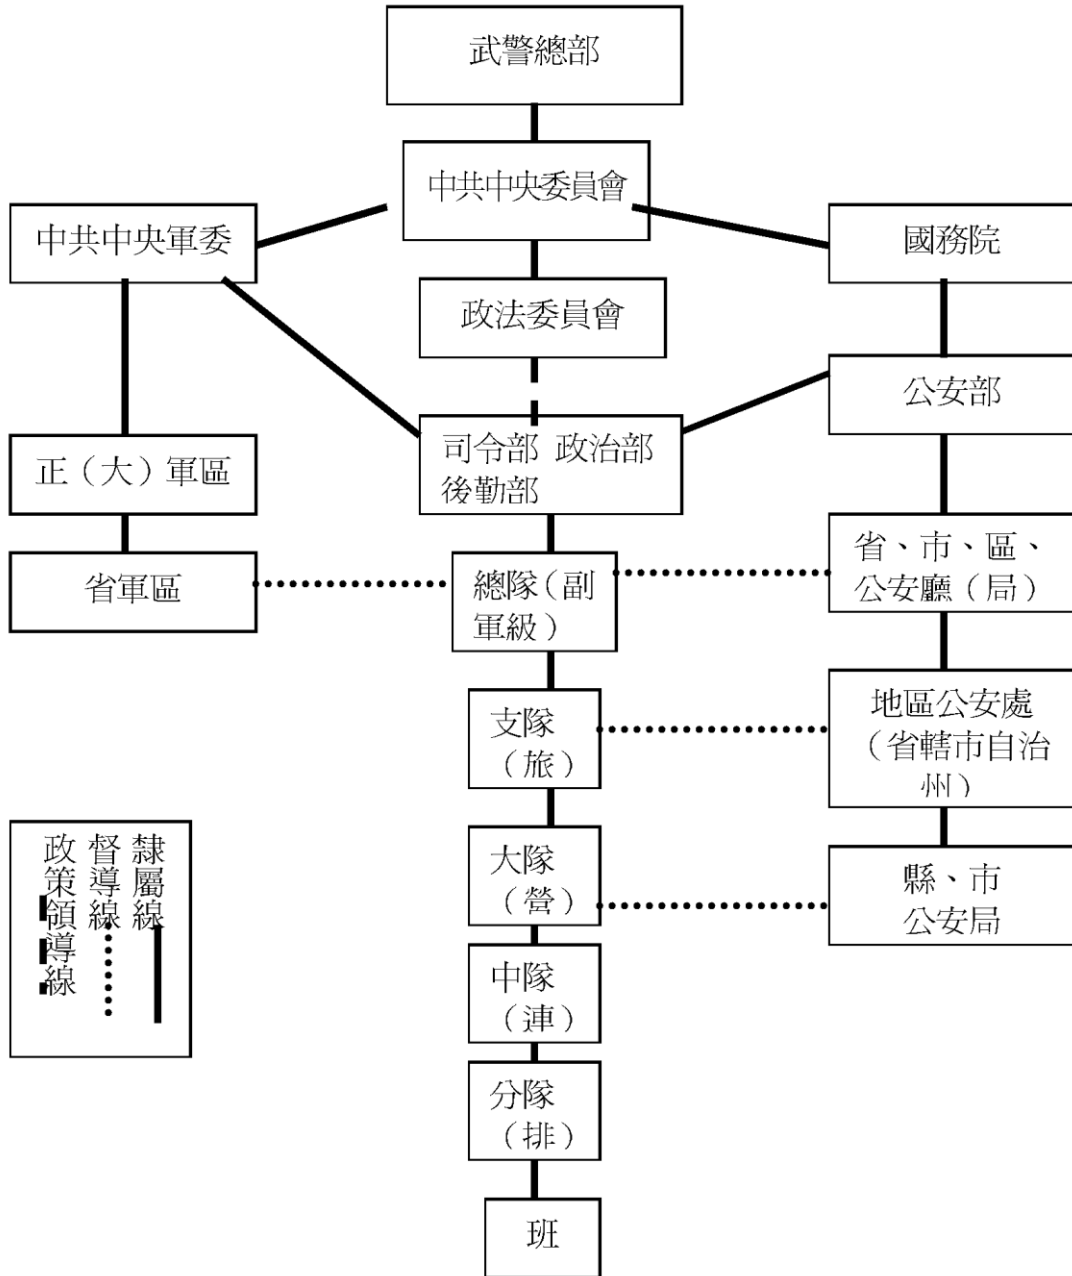 武警總部
中共中央委員會
中共中央軍委
國務院
政法委員會
公安部
司令部 政治部
後勤部
正（大）軍區
省軍區
總隊（副
軍級）
省、市、區、
公安廳（局）
支隊
（旅）
地區公安處
（省轄市自治
州）
大隊
（營）
縣、市
公安局
中隊
（連）
分隊
（排）
班
隸屬線
督導線
政策領導線